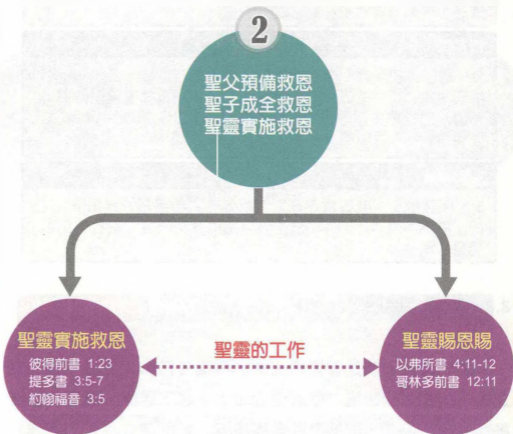 2
聖父預備救恩
聖子成全救恩
聖靈實施救恩
聖靈實施救恩
彼得前書 1:23
提多書 3:5-7
約翰福音 3:5
聖靈的工作
聖靈賜恩賜
以弗所書 4:11-12
哥林多前書 12:11